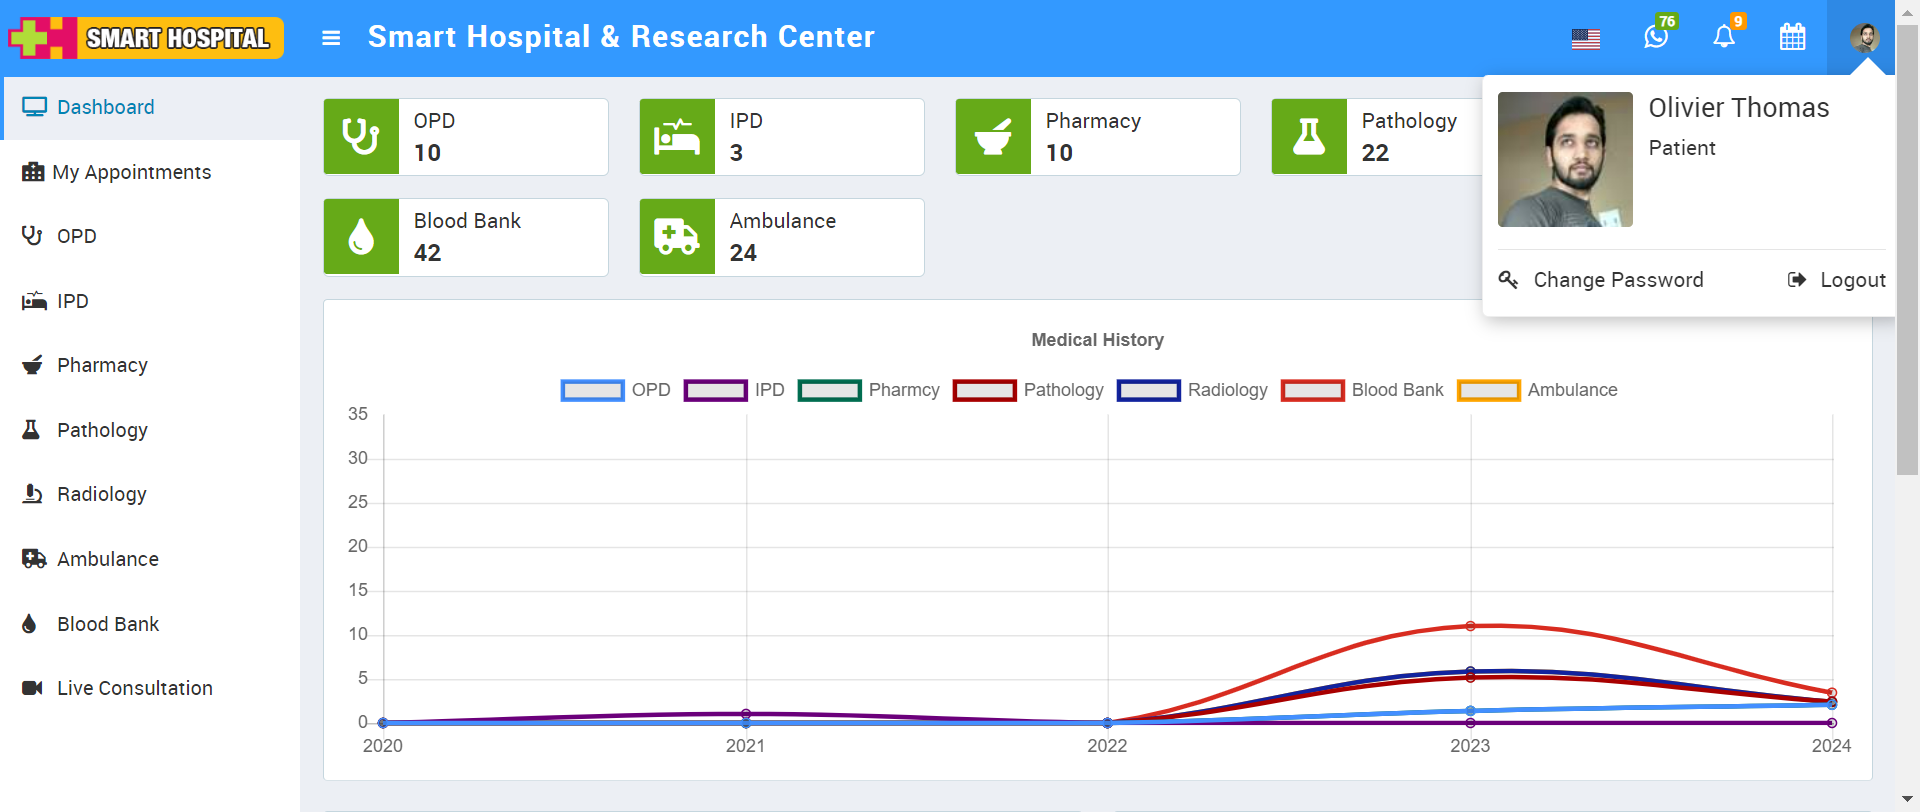 SMART HOSPITAL
Smart Hospital & Research Center
76
9
Dashboard
My Appointments
OPD
IPD
Pharmacy
Pathology
Radiology
Ambulance
Blood Bank
Live Consultation
OPD
10
IPD
3
Pharmacy
10
Pathology
22
Blood Bank
42
Ambulance
24
Olivier Thomas
Patient
Change Password
Logout
Medical History
OPD IPD Pharmcy Pathology Radiology Blood Bank Ambulance
35
30
25
20
15
10
5
0
2020 2021 2022 2023 2024